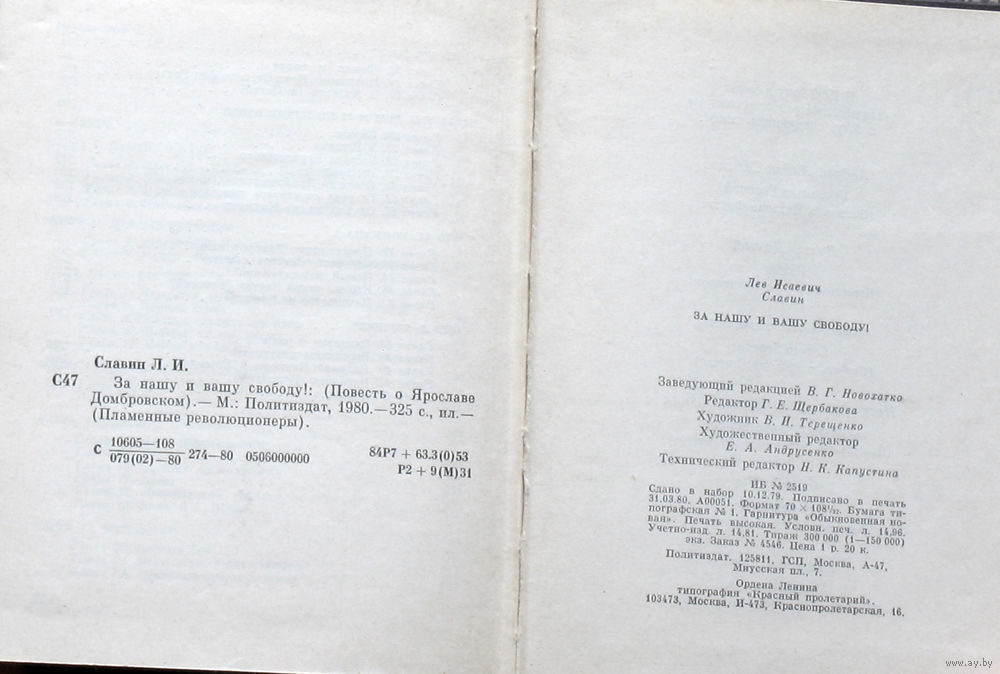 Славин Л. И.
С47
За нашу и вашу свободу!: (Повесть о Ярославе
Домбровском).— М.: Политиздат, 1980.—325 с., ил.—
(Пламенные революционеры).
С 10605—108
079(02)—80 274—80 0506000000
84Р7 + 63.3(0)53
Р2 + 9(М)31
Лев Исаевич
Славин
ЗА НАШУ И ВАШУ СВОБОДУ!
Заведующий редакцией В. Г. Новохатко
Редактор Г. Е. Щербакова
Художник В. И. Терещенко
Художественный редактор
Е. А. Андрусенко
Технический редактор Н. К. Капустина
ИБ № 2519
Сдано в набор 10.12.79. Подписано в печать
31.03.80. А00051. Формат 70 × 108¹/₃₂. Бумага ти-
пографская № 1. Гарнитура «Обыкновенная но-
вая». Печать высокая. Условн. печ. л. 14,96.
Учетно-изд. л. 14,81. Тираж 300 000 (1—150 000)
экз. Заказ № 4546. Цена 1 р. 20 к.
Политиздат. 125811, ГСП, Москва, А-47,
Миусская пл., 7.
Ордена Ленина
типография «Красный пролетарий».
103473, Москва, И-473, Краснопролетарская, 16.
www.ay.by